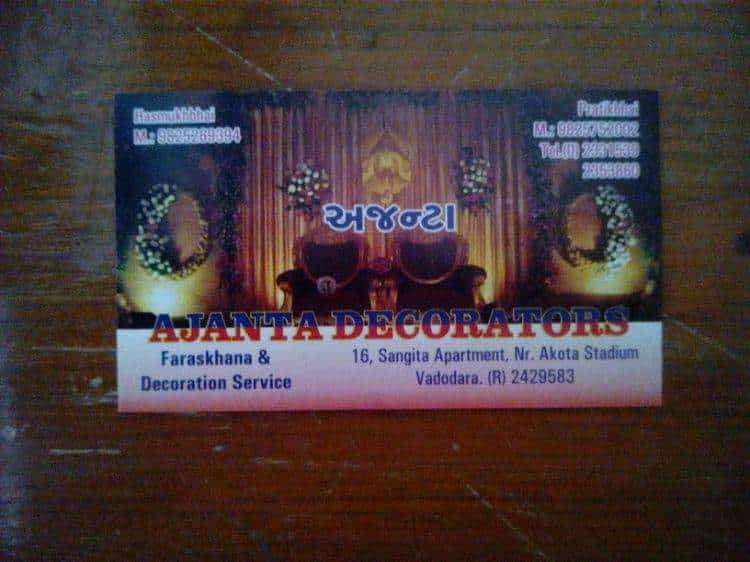 Hasmukhbhai
M.: 9825269394
Pratikbhai
M.: 9825752002
Tel.(O) 2331539
2353860
અજન્ટા
AJANTA DECORATORS
Faraskhana &
Decoration Service
16, Sangita Apartment, Nr. Akota Stadium
Vadodara. (R) 2429583